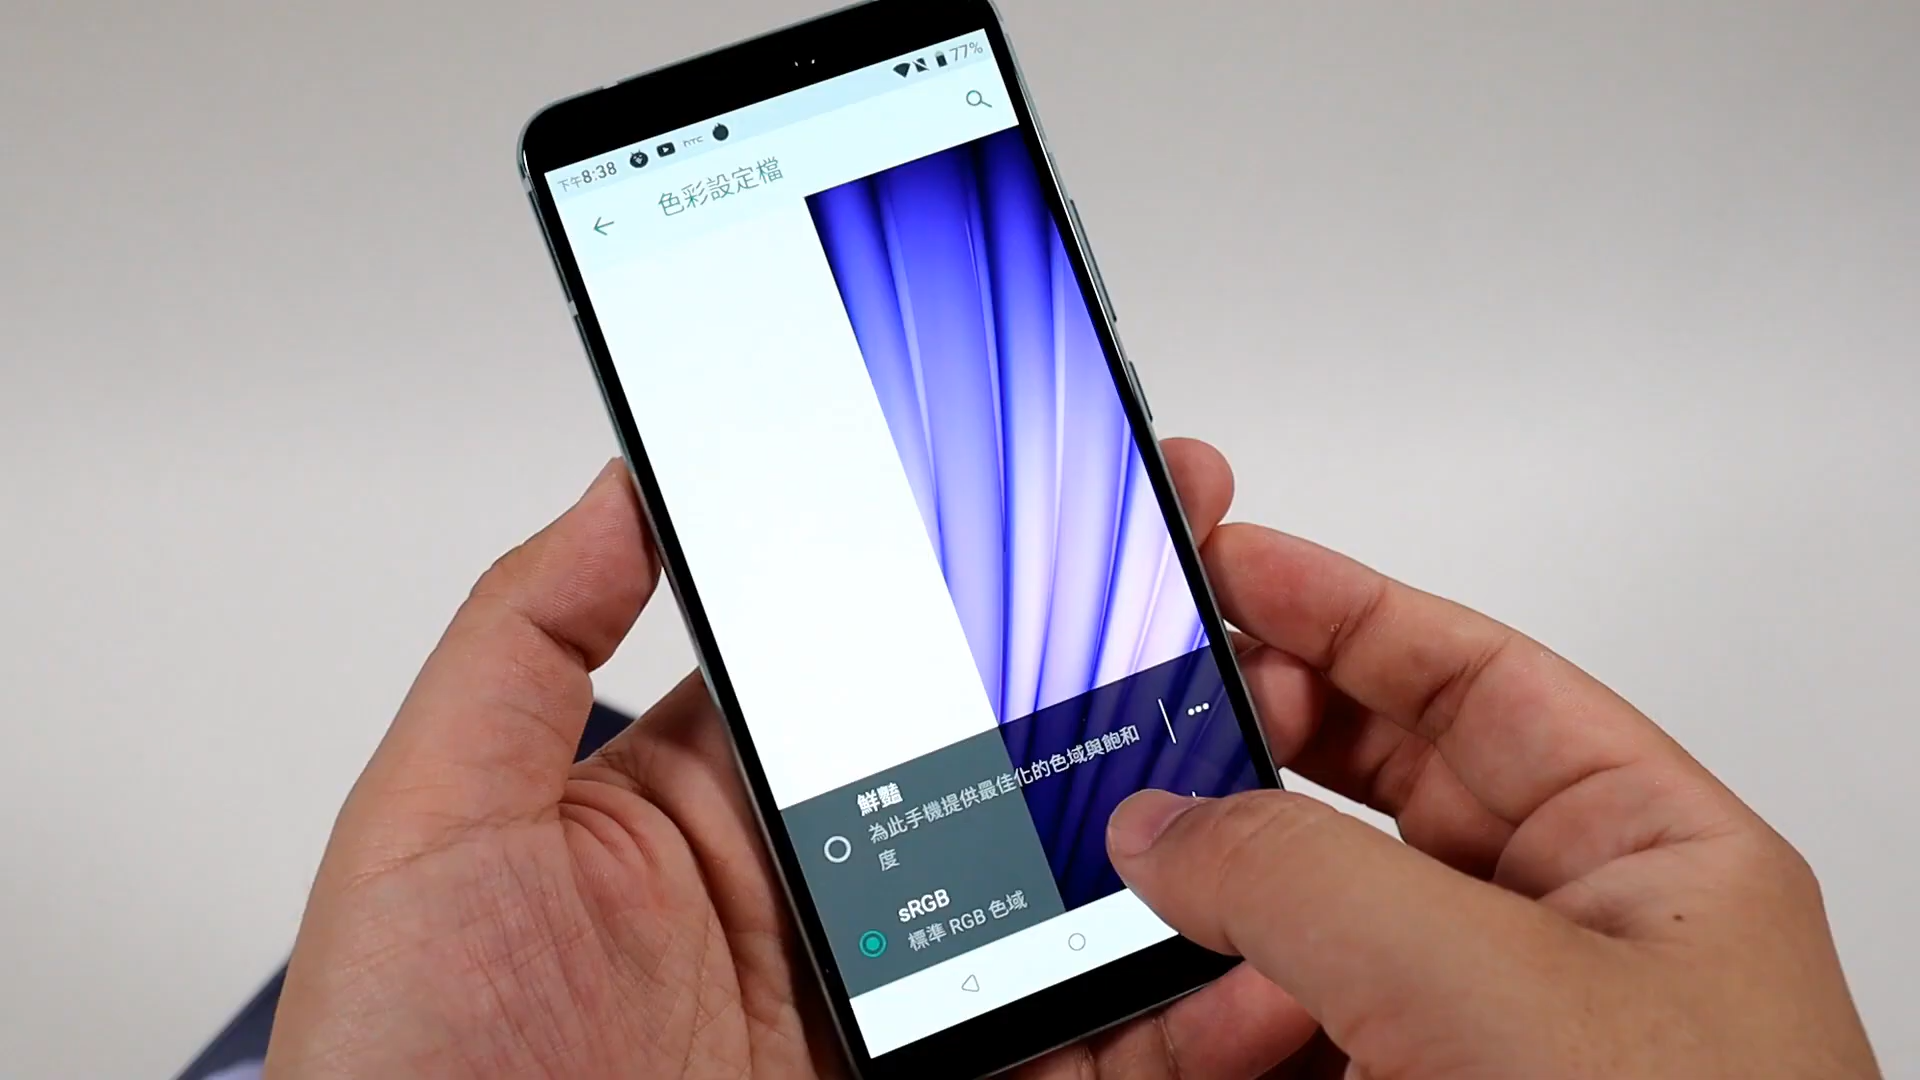 下午8:38
77%
色彩設定檔
鮮豔
為此手機提供最佳化的色域與飽和
度
sRGB
標準 RGB 色域